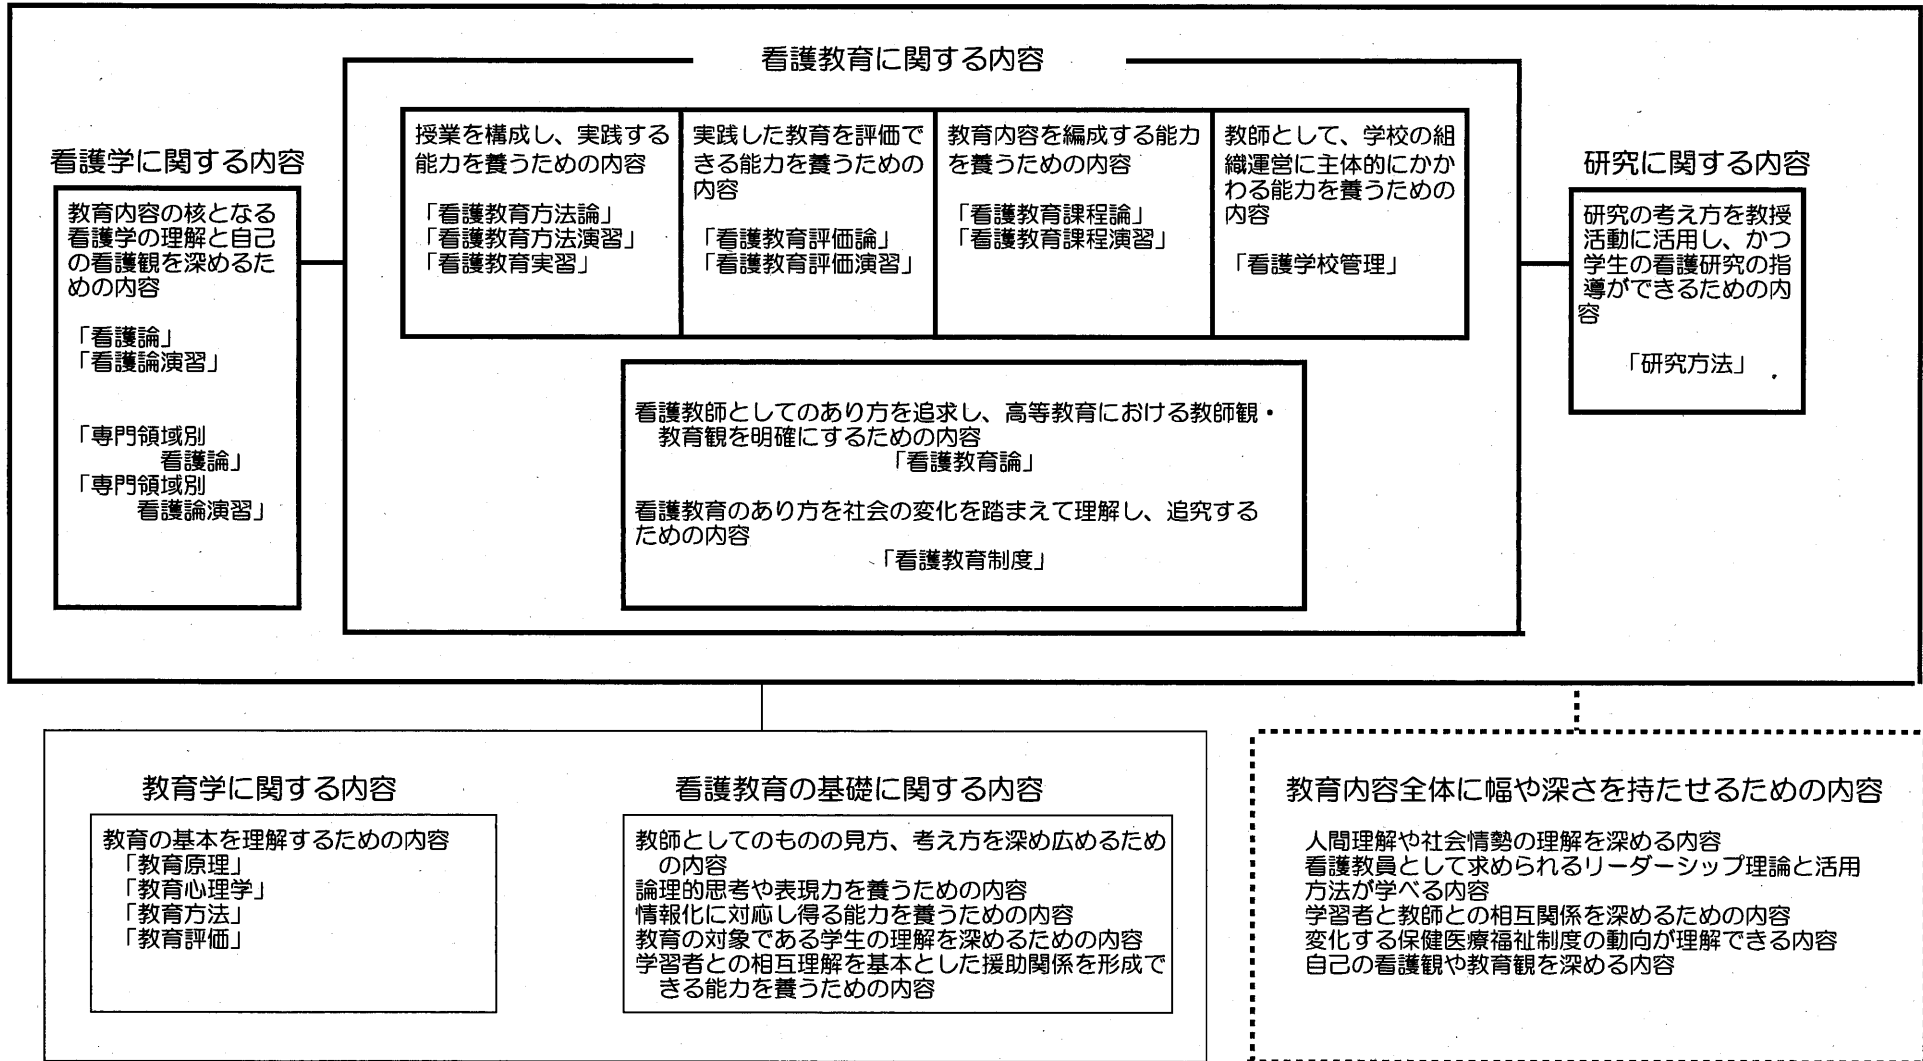 看護教育に関する内容
看護学に関する内容
教育内容の核となる
看護学の理解と自己
の看護観を深めるた
めの内容
「看護論」
「看護論演習」
「専門領域別
看護論」
「専門領域別
看護論演習」
授業を構成し、実践する
能力を養うための内容
「看護教育方法論」
「看護教育方法演習」
「看護教育実習」
実践した教育を評価で
きる能力を養うための
内容
「看護教育評価論」
「看護教育評価演習」
教育内容を編成する能力
を養うための内容
「看護教育課程論」
「看護教育課程演習」
教師として、学校の組
織運営に主体的にかか
わる能力を養うための
内容
「看護学校管理」
看護教師としてのあり方を追求し、高等教育における教師観・
教育観を明確にするための内容
「看護教育論」
看護教育のあり方を社会の変化を踏まえて理解し、追究する
ための内容
「看護教育制度」
研究に関する内容
研究の考え方を教授
活動に活用し、かつ
学生の看護研究の指
導ができるための内
容
「研究方法」
教育学に関する内容
教育の基本を理解するための内容
「教育原理」
「教育心理学」
「教育方法」
「教育評価」
看護教育の基礎に関する内容
教師としてのものの見方、考え方を深め広めるため
の内容
論理的思考や表現力を養うための内容
情報化に対応し得る能力を養うための内容
教育の対象である学生の理解を深めるための内容
学習者との相互理解を基本とした援助関係を形成で
きる能力を養うための内容
教育内容全体に幅や深さを持たせるための内容
人間理解や社会情勢の理解を深める内容
看護教員として求められるリーダーシップ理論と活用
方法が学べる内容
学習者と教師との相互関係を深めるための内容
変化する保健医療福祉制度の動向が理解できる内容
自己の看護観や教育観を深める内容